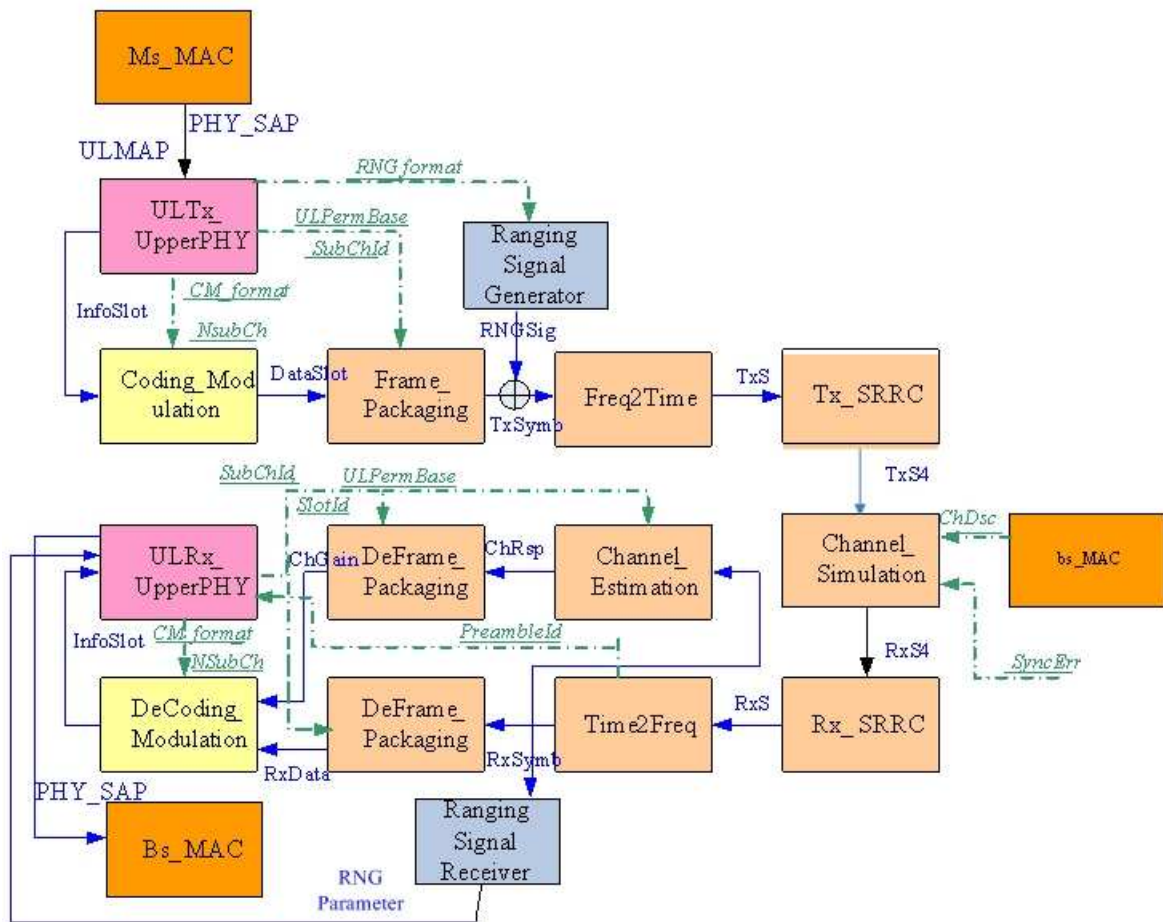 Ms_MAC
PHY_SAP
ULMAP
RNG format
ULTx_
UpperPHY
ULPermBase
SubChId
Ranging
Signal
Generator
CM_format
InfoSlot
NsubCh
RNGSig
Coding_Mod
ulation
DataSlot
Frame_
Packaging
TxSymb
Freq2Time
TxS
Tx_SRRC
TxS4
SubChId
ULPermBase
SlotId
ULRx_
UpperPHY
ChGain
DeFrame_
Packaging
ChRsp
Channel_
Estimation
Channel_
Simulation
ChDsc
bs_MAC
InfoSlot
CM_format
NSubCh
PreambleId
RxS4
SyncErr
DeCoding_
Modulation
RxData
DeFrame_
Packaging
RxSymb
Time2Freq
RxS
Rx_SRRC
PHY_SAP
Bs_MAC
Ranging
Signal
Receiver
RNG
Parameter